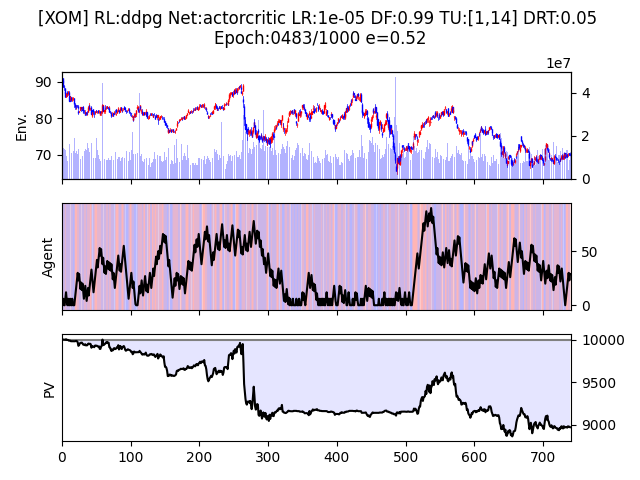 [XOM] RL:ddpg Net:actorcritic LR:1e-05 DF:0.99 TU:[1,14] DRT:0.05
Epoch:0483/1000 e=0.52
1e7
90
80
70
Env.
4
2
0
Agent
50
0
PV
10000
9500
9000
0 100 200 300 400 500 600 700